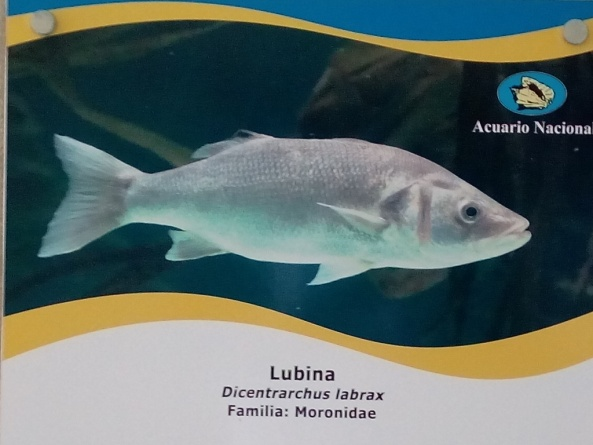 Acuario Nacional
Lubina
Dicentrarchus labrax
Familia: Moronidae